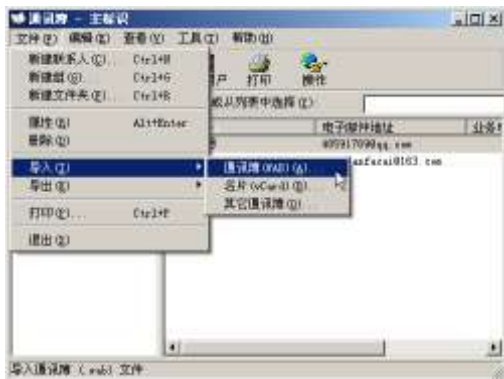 通讯簿 - 主标识
文件(F) 编辑(E) 查看(V) 工具(T) 帮助(H)
新建联系人(C)... Ctrl+N
新建组(G)... Ctrl+G
新建文件夹(F)... Ctrl+R
属性(R) Alt+Enter
删除(D)
导入(I)
导出(E)
打印(P)... Ctrl+P
退出(X)
户 打印 操作
或从列表中选择(L)
电子邮件地址 业务
通讯簿(WAB)(A)...
名片(vCard)(B)...
其它通讯簿(O)...
导入通讯簿 (.wab) 文件